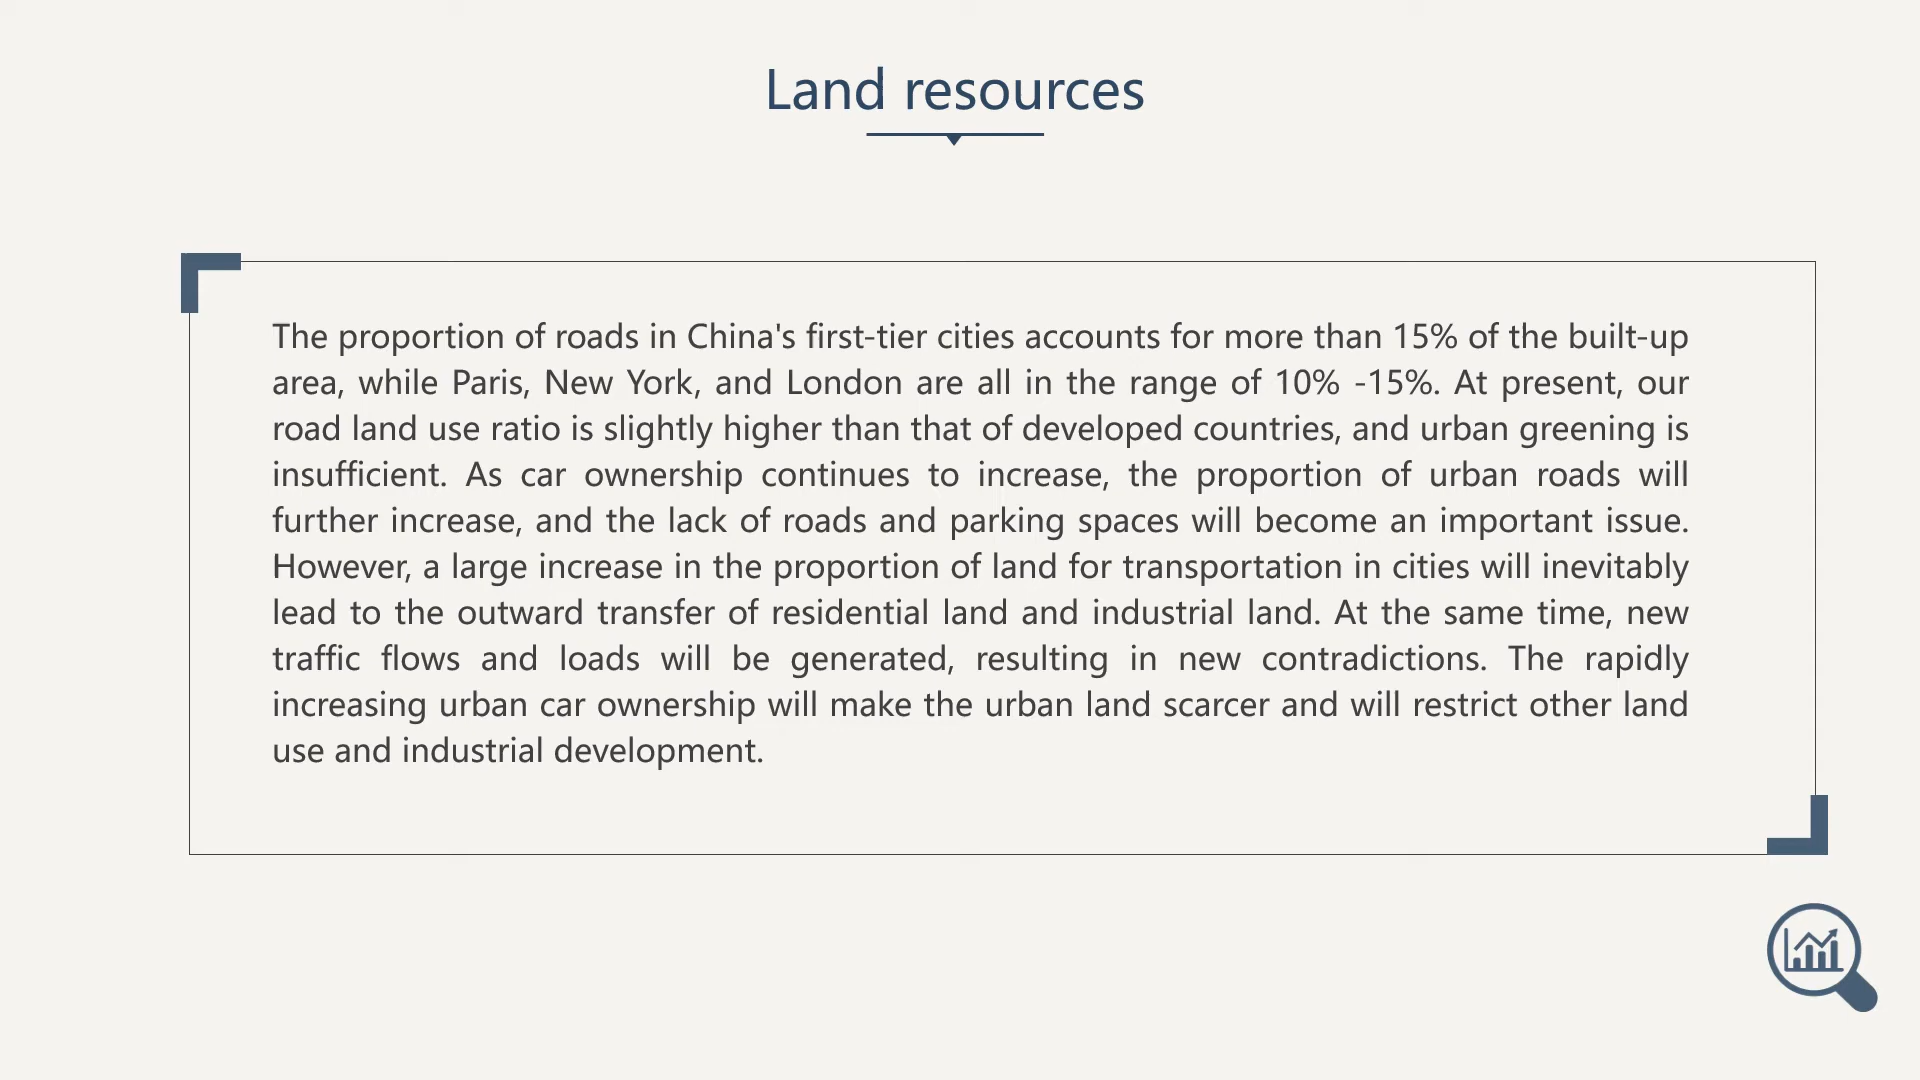 Land resources
The proportion of roads in China's first-tier cities accounts for more than 15% of the built-up
area, while Paris, New York, and London are all in the range of 10% -15%. At present, our
road land use ratio is slightly higher than that of developed countries, and urban greening is
insufficient. As car ownership continues to increase, the proportion of urban roads will
further increase, and the lack of roads and parking spaces will become an important issue.
However, a large increase in the proportion of land for transportation in cities will inevitably
lead to the outward transfer of residential land and industrial land. At the same time, new
traffic flows and loads will be generated, resulting in new contradictions. The rapidly
increasing urban car ownership will make the urban land scarcer and will restrict other land
use and industrial development.